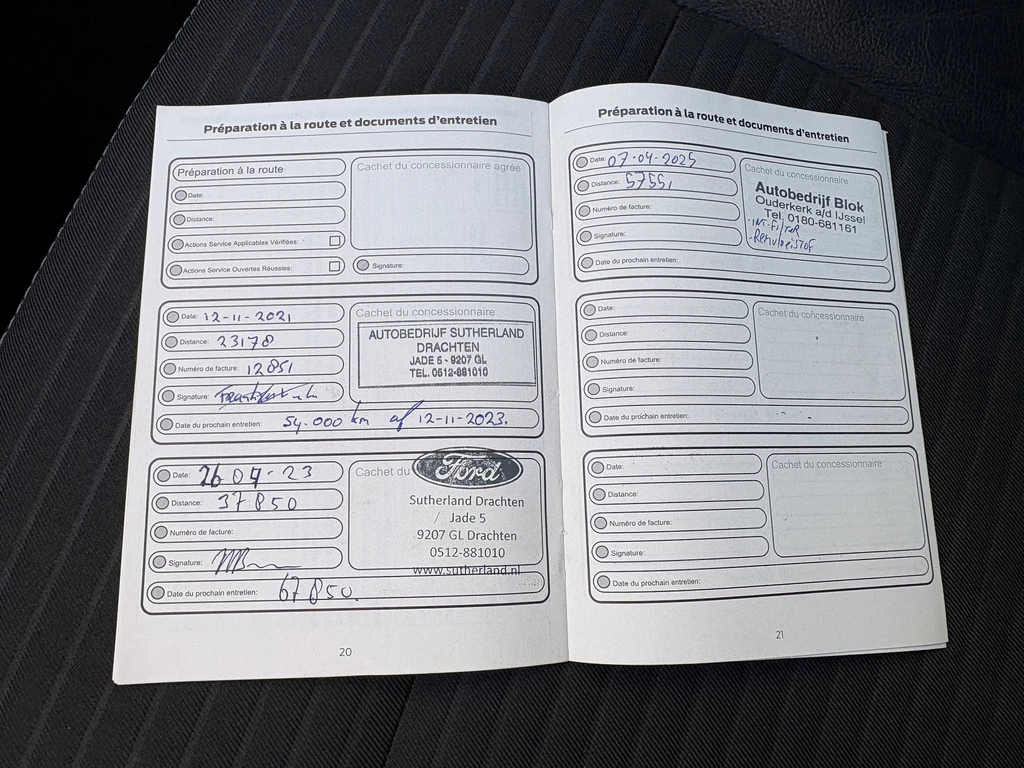 Préparation à la route et documents d'entretien
Préparation à la route
Date:
Distance:
Actions Service Applicables Vérifiées:
Actions Service Ouvertes Réussies:
Cachet du concessionnaire agréé
Signature:
Date: 12-11-2021
Distance: 23178
Numéro de facture: 12851
Signature:
Date du prochain entretien: 54.000 km of 12-11-2023.
Cachet du concessionnaire
AUTOBEDRIJF SUTHERLAND
DRACHTEN
JADE 5 - 9207 GL
TEL. 0512-881010
Date: 26 04-23
Distance: 37850
Numéro de facture:
Signature:
Date du prochain entretien: 67850.
Cachet du
Ford
Sutherland Drachten
Jade 5
9207 GL Drachten
0512-881010
www.sutherland.nl
20
Préparation à la route et documents d'entretien
Date: 07-04-2025
Distance: 57551
Numéro de facture:
Signature:
Date du prochain entretien:
Cachet du concessionnaire
Autobedrijf Blok
Ouderkerk a/d IJssel
Tel. 0180-681161
-INT. FilTER
-Remvloeistof
Date:
Distance:
Numéro de facture:
Signature:
Date du prochain entretien:
Cachet du concessionnaire
Date:
Distance:
Numéro de facture:
Signature:
Date du prochain entretien:
Cachet du concessionnaire
21